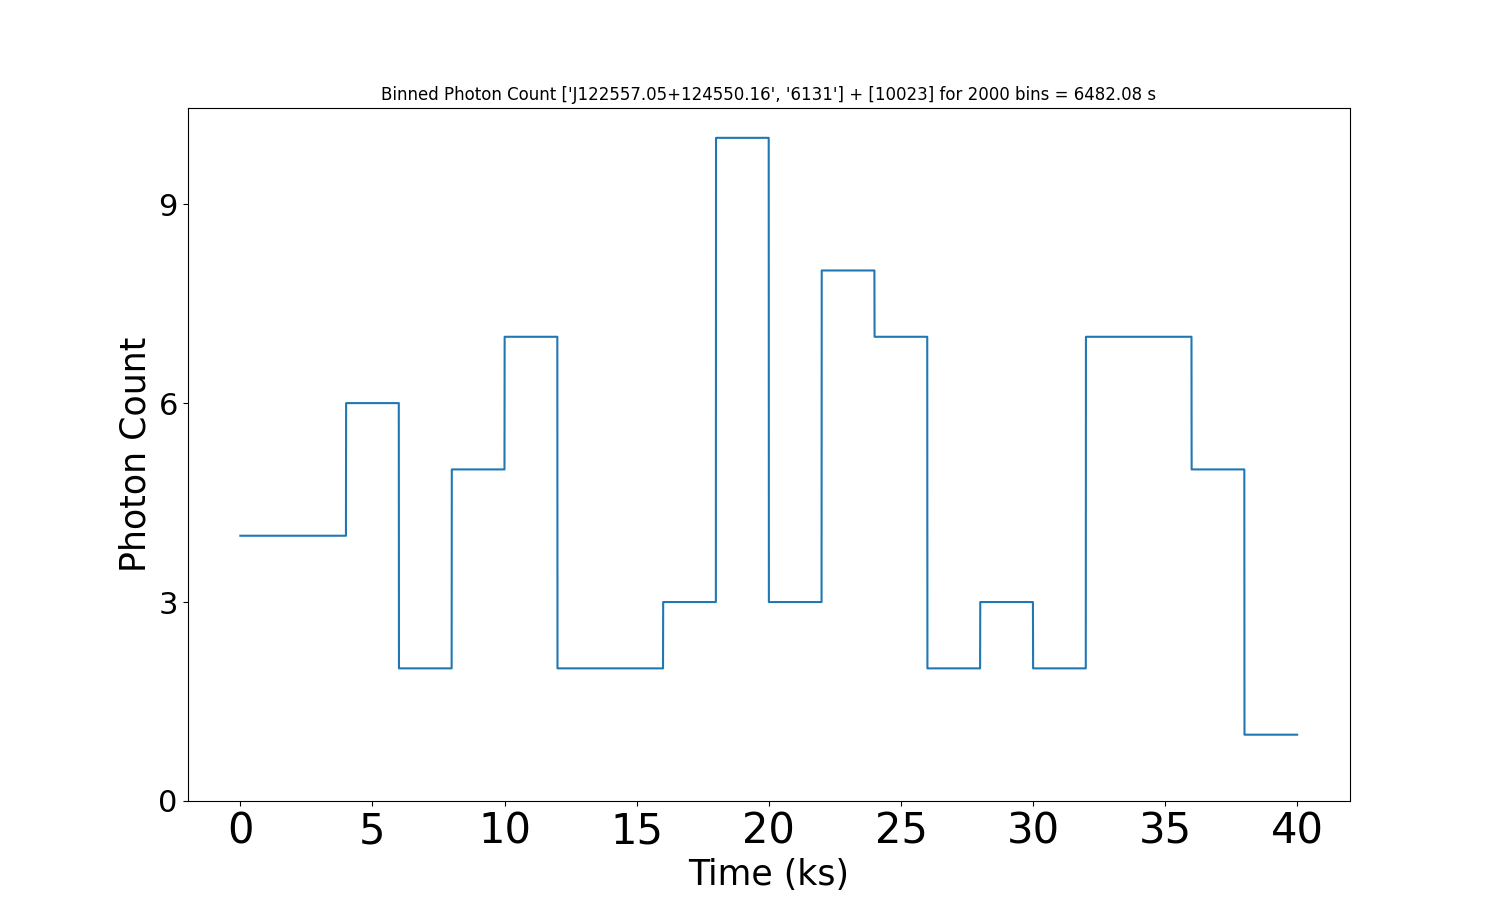 Binned Photon Count ['J122557.05+124550.16', '6131'] + [10023] for 2000 bins = 6482.08 s
9
6
3
0
Photon Count
0 5 10 15 20 25 30 35 40
Time (ks)